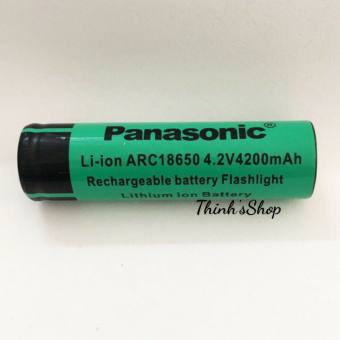 Panasonic®
Li-ion ARC18650 4.2V4200mAh
Rechargeable battery Flashlight
Lithium ion Battery
Thinh'sShop